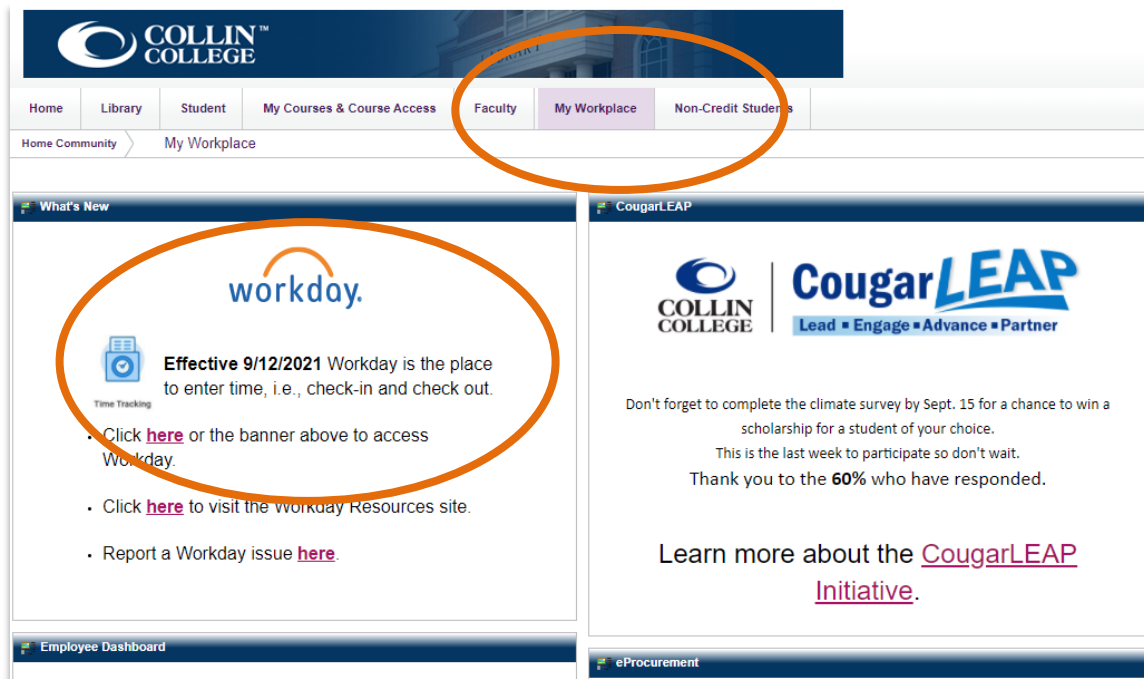 COLLIN™
COLLEGE
LIBRARY
Home Library Student My Courses & Course Access Faculty My Workplace Non-Credit Students
Home Community My Workplace
What's New
workday.
Time Tracking
Effective 9/12/2021 Workday is the place
to enter time, i.e., check-in and check out.
• Click here or the banner above to access
Workday.
• Click here to visit the Workday Resources site.
• Report a Workday issue here.
Employee Dashboard
CougarLEAP
COLLIN
COLLEGE
CougarLEAP
Lead ▪ Engage ▪ Advance ▪ Partner
Don't forget to complete the climate survey by Sept. 15 for a chance to win a
scholarship for a student of your choice.
This is the last week to participate so don't wait.
Thank you to the 60% who have responded.
Learn more about the CougarLEAP
Initiative.
eProcurement